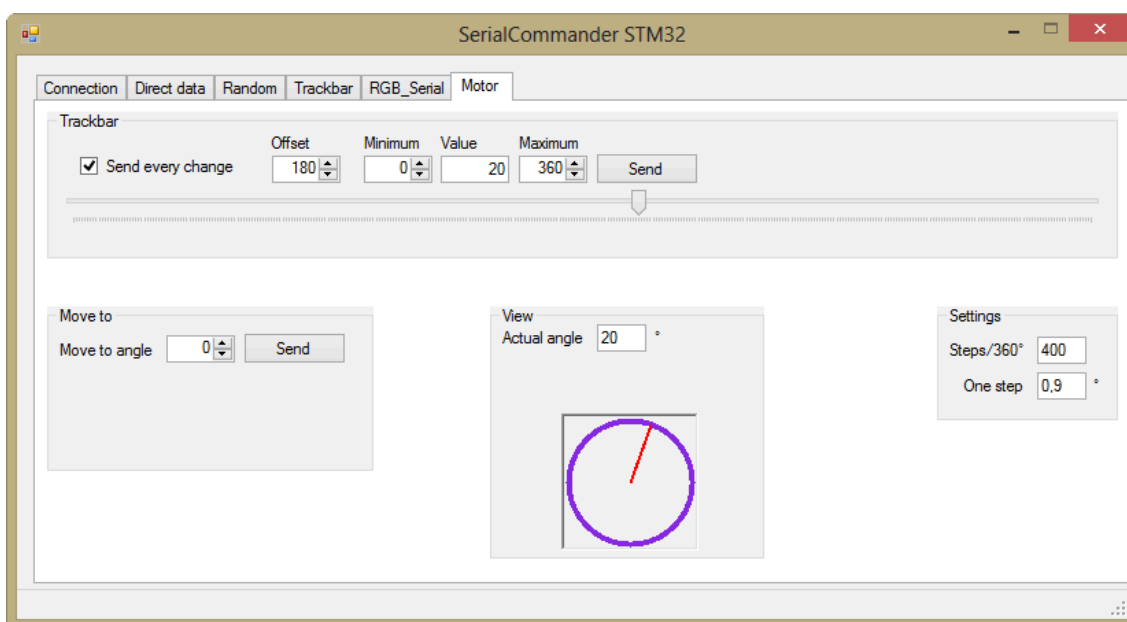 SerialCommander STM32
Connection Direct data Random Trackbar RGB_Serial Motor
Trackbar
Offset Minimum Value Maximum
Send every change 180 0 20 360 Send
Move to
Move to angle 0 Send
View
Actual angle 20 °
Settings
Steps/360° 400
One step 0,9 °